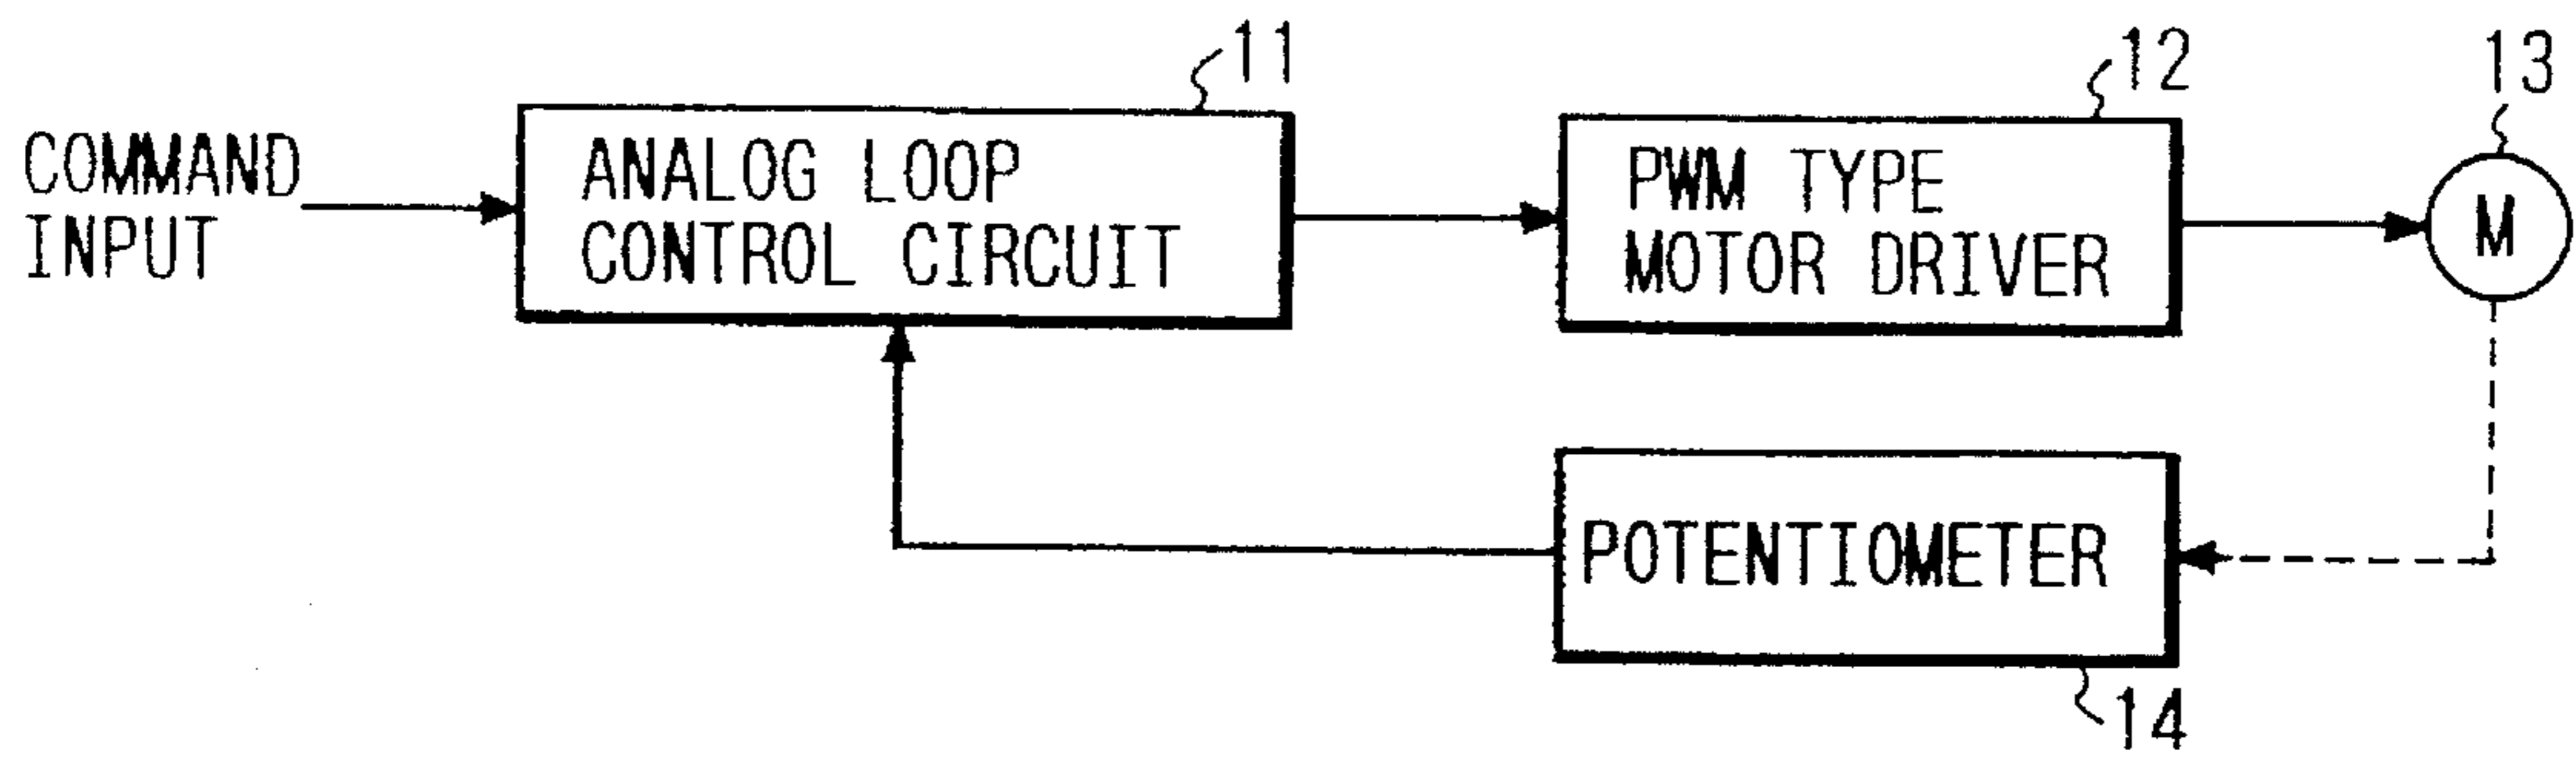 11
12
13
COMMAND
INPUT
ANALOG LOOP
CONTROL CIRCUIT
PWM TYPE
MOTOR DRIVER
M
POTENTIOMETER
14